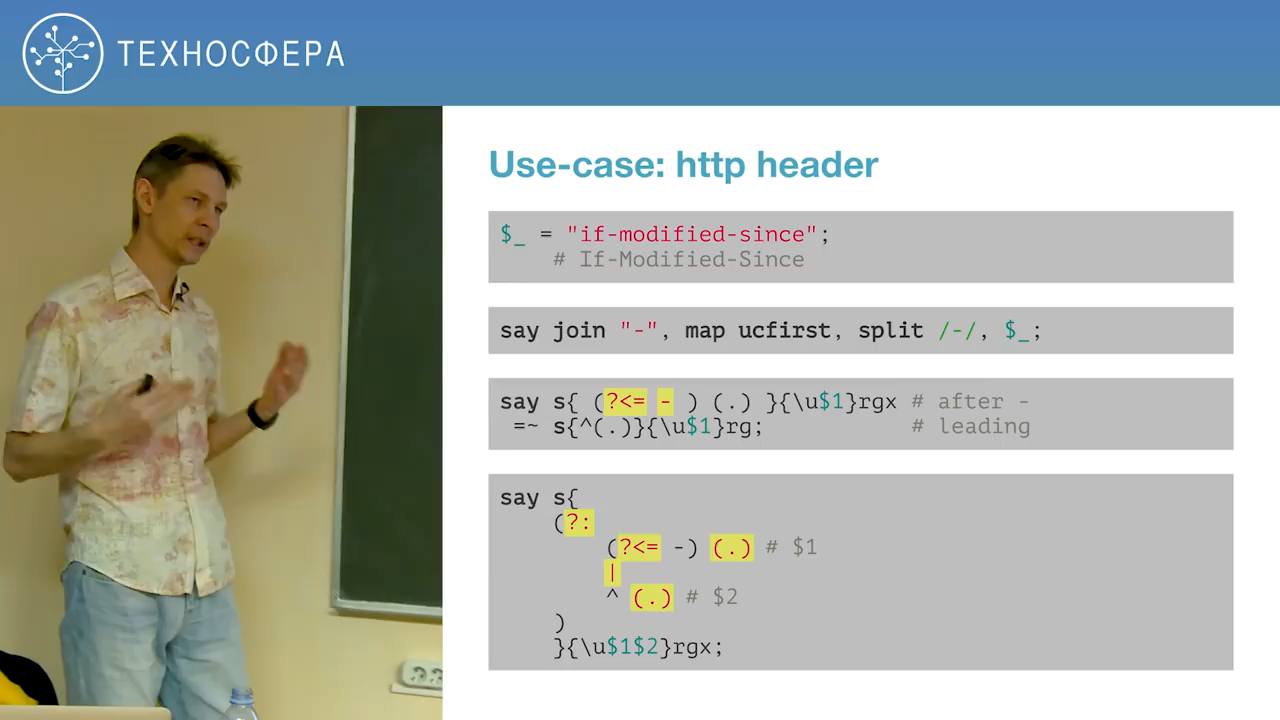 ТЕХНОСФЕРА
Use-case: http header
$_ = "if-modified-since";
# If-Modified-Since
say join "-", map ucfirst, split /-/, $_;
say s{ (?<= - ) (.) }{\u$1}rgx # after -
=~ s{^(.)}{\u$1}rg; # leading
say s{
(?:
(?<= -) (.) # $1
|
^ (.) # $2
)
}{\u$1$2}rgx;